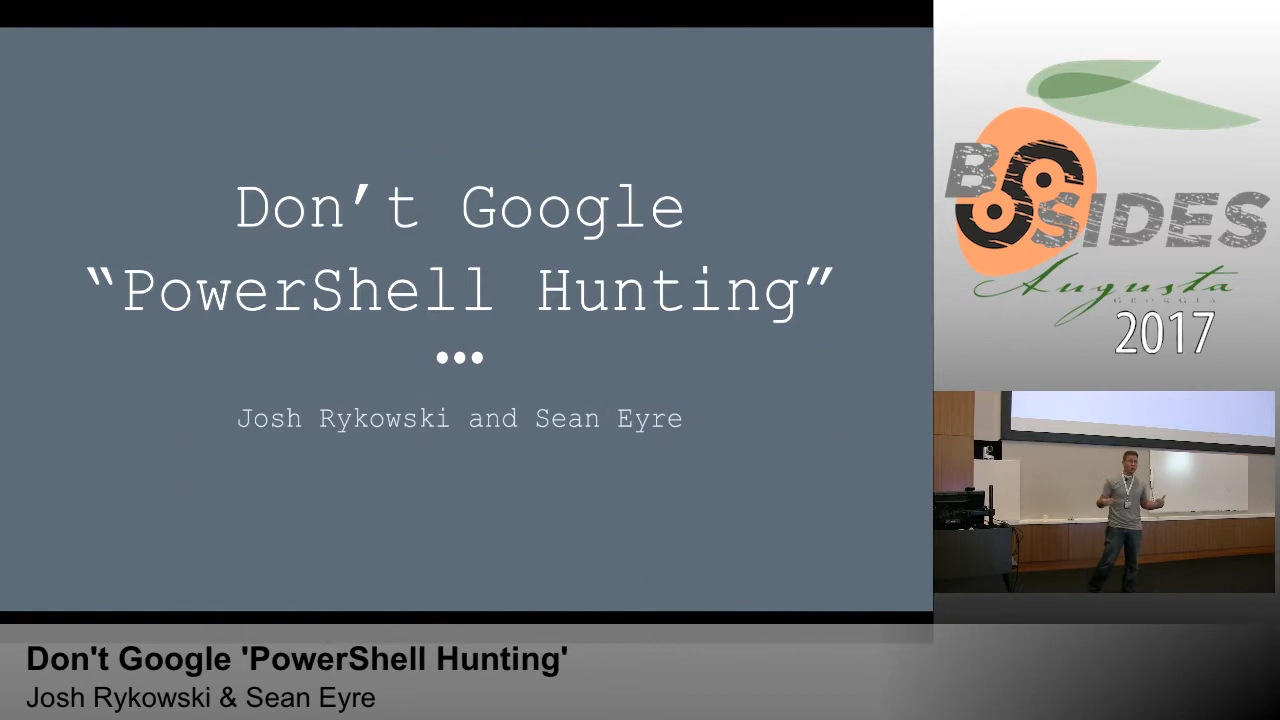 Don’t Google
“PowerShell Hunting”
Josh Rykowski and Sean Eyre
BSIDES
Augusta
GEORGIA
2017
Don't Google 'PowerShell Hunting'
Josh Rykowski & Sean Eyre